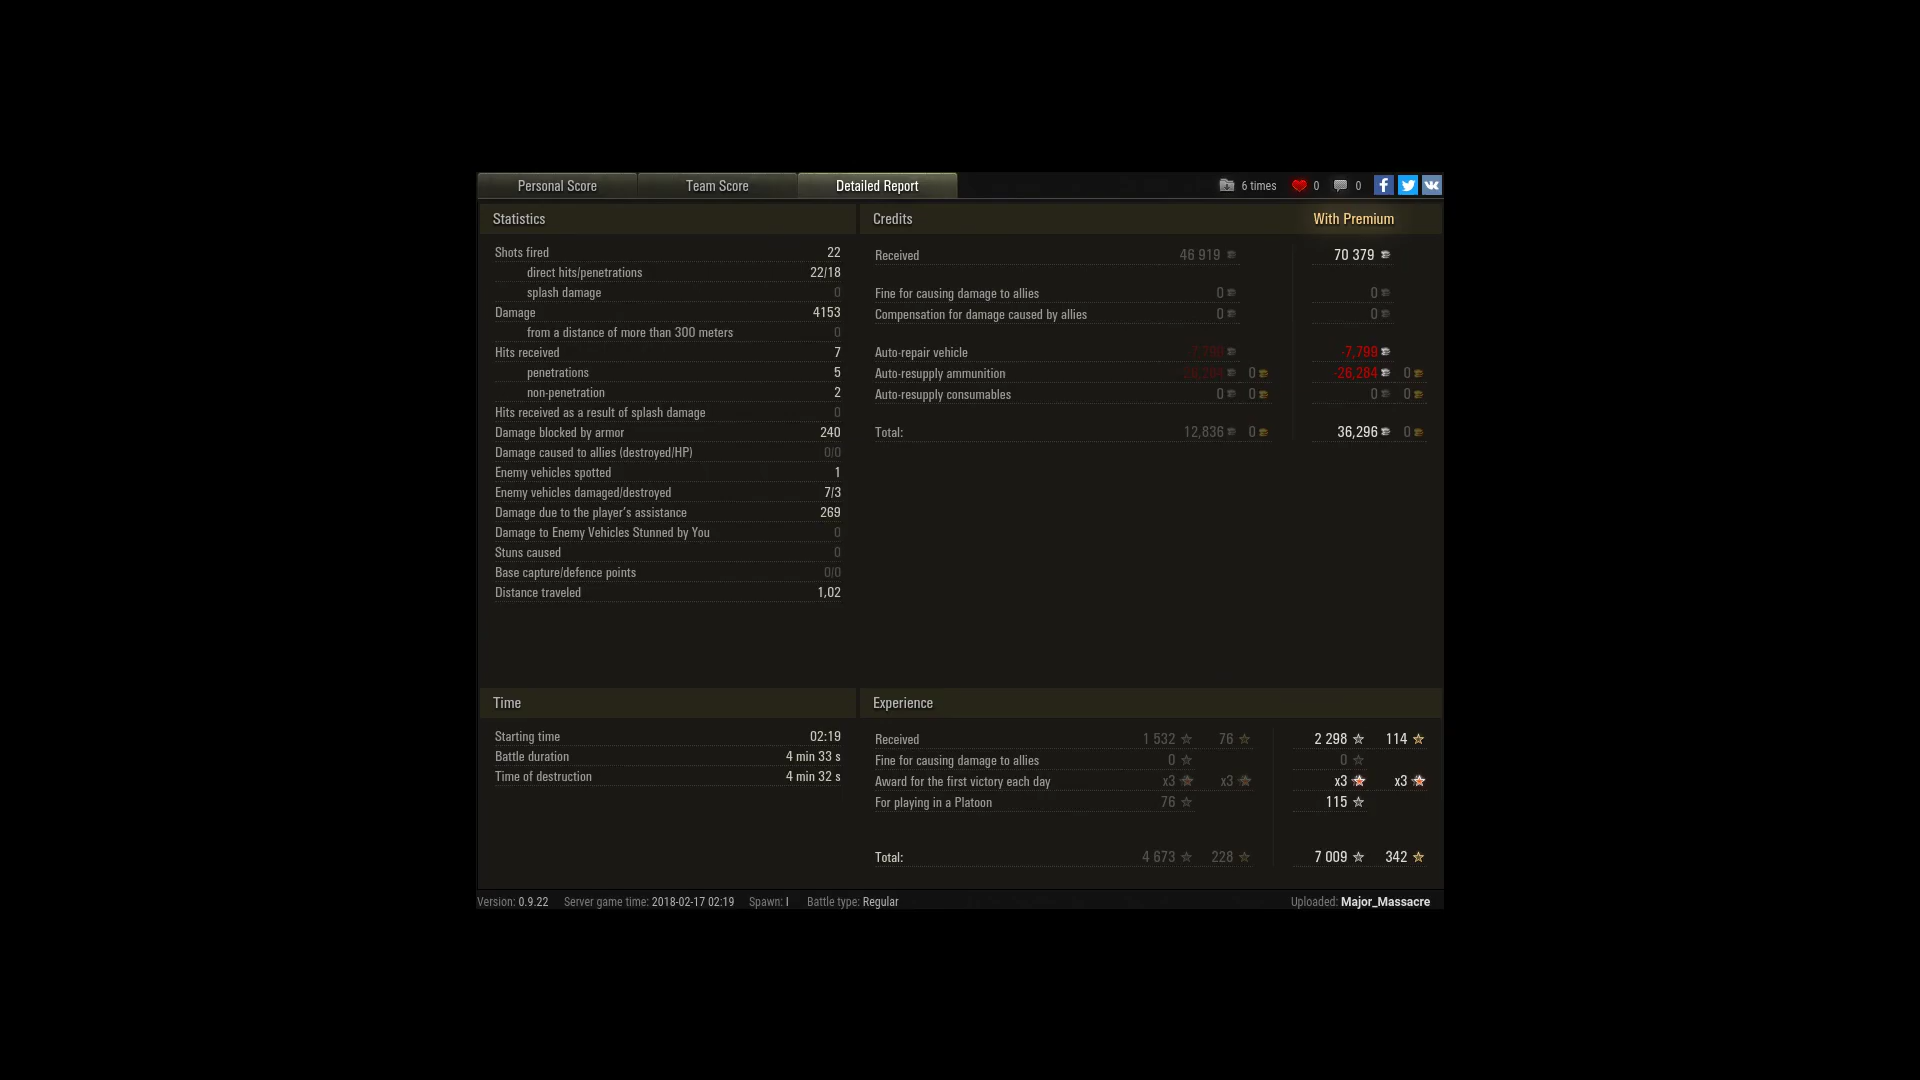 Personal Score Team Score Detailed Report 6 times 0 0
Statistics
Shots fired 22
direct hits/penetrations 22/18
splash damage 0
Damage 4153
from a distance of more than 300 meters 0
Hits received 7
penetrations 5
non-penetration 2
Hits received as a result of splash damage 0
Damage blocked by armor 240
Damage caused to allies (destroyed/HP) 0/0
Enemy vehicles spotted 1
Enemy vehicles damaged/destroyed 7/3
Damage due to the player's assistance 269
Damage to Enemy Vehicles Stunned by You 0
Stuns caused 0
Base capture/defence points 0/0
Distance traveled 1,02
Credits With Premium
Received 46 919 70 379
Fine for causing damage to allies 0 0
Compensation for damage caused by allies 0 0
Auto-repair vehicle -7,799 -7,799
Auto-resupply ammunition -26,284 0 -26,284 0
Auto-resupply consumables 0 0 0 0
Total: 12,836 0 36,296 0
Time
Starting time 02:19
Battle duration 4 min 33 s
Time of destruction 4 min 32 s
Experience
Received 1 532 76 2 298 114
Fine for causing damage to allies 0 0
Award for the first victory each day x3 x3 x3 x3
For playing in a Platoon 76 115
Total: 4 673 228 7 009 342
Version: 0.9.22 Server game time: 2018-02-17 02:19 Spawn: I Battle type: Regular Uploaded: Major_Massacre